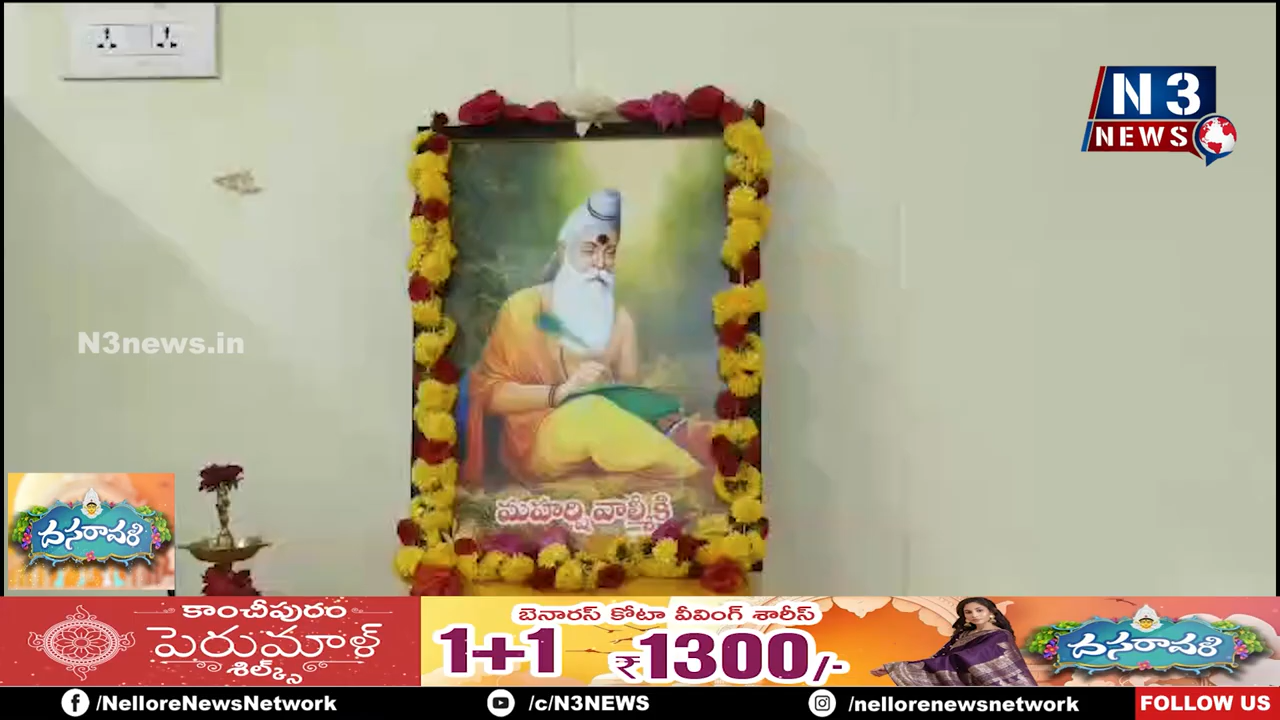 N3
NEWS
N3news.in
మహర్షి వాల్మీకి
దసరావళి
కాంచీపురం
పెరుమాళ్
శిల్క్స్
బెనారస్ కోటా వీవింగ్ శారీస్
1+1 ₹1300/-
దసరావళి
/NelloreNewsNetwork
/c/N3NEWS
/nellorenewsnetwork
FOLLOW US